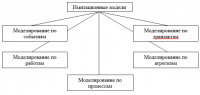 Имитационные модели
Моделирование по
событиям
Моделирование по
транзактам
Моделирование по
работам
Моделирование по
агрегатам
Моделирование по
процессам